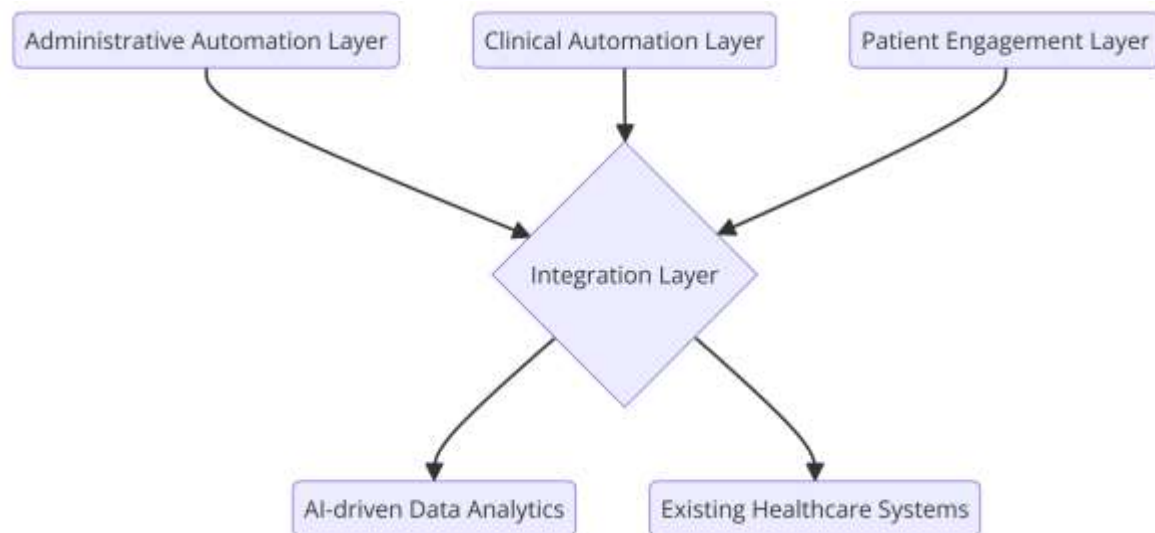 Administrative Automation Layer
Clinical Automation Layer
Patient Engagement Layer
Integration Layer
AI-driven Data Analytics
Existing Healthcare Systems